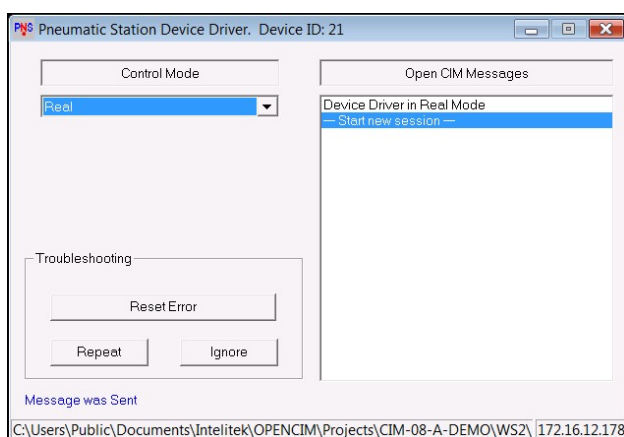 PNS Pneumatic Station Device Driver. Device ID: 21
Control Mode
Real
Open CIM Messages
Device Driver in Real Mode
— Start new session —
Troubleshooting
Reset Error
Repeat
Ignore
Message was Sent
C:\Users\Public\Documents\Intelitek\OPENCIM\Projects\CIM-08-A-DEMO\WS2\ 172.16.12.178